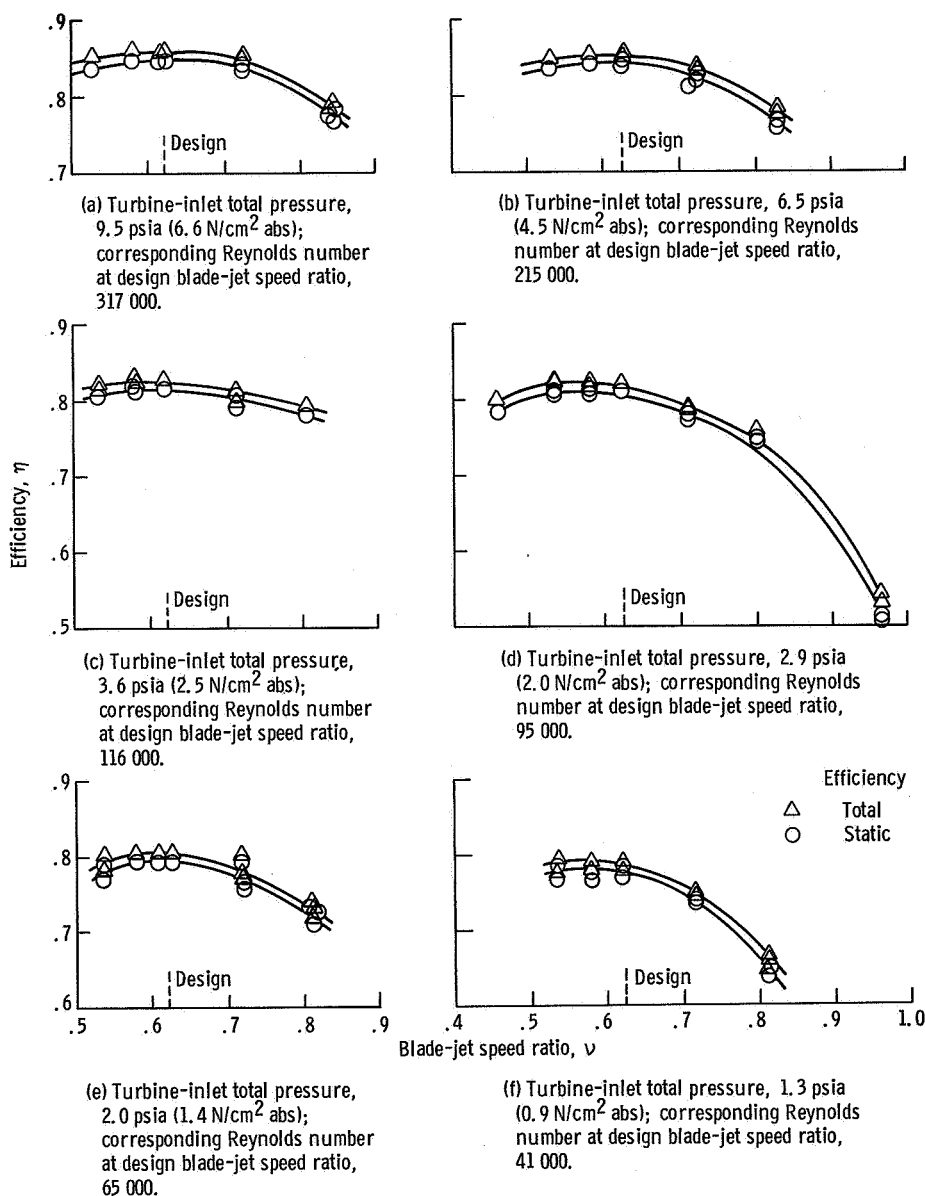 .9
.8
.7
Design
Design
(a) Turbine-inlet total pressure,
9.5 psia (6.6 N/cm2 abs);
corresponding Reynolds number
at design blade-jet speed ratio,
317 000.
(b) Turbine-inlet total pressure, 6.5 psia
(4.5 N/cm2 abs); corresponding Reynolds
number at design blade-jet speed ratio,
215 000.
Efficiency, η
.9
.8
.7
.6
.5
Design
Design
(c) Turbine-inlet total pressure,
3.6 psia (2.5 N/cm2 abs);
corresponding Reynolds number
at design blade-jet speed ratio,
116 000.
(d) Turbine-inlet total pressure, 2.9 psia
(2.0 N/cm2 abs); corresponding Reynolds
number at design blade-jet speed ratio,
95 000.
.9
.8
.7
.6
Efficiency
Total
Static
Design
Design
.5 .6 .7 .8 .9
.4 .5 .6 .7 .8 .9 1.0
Blade-jet speed ratio, ν
(e) Turbine-inlet total pressure,
2.0 psia (1.4 N/cm2 abs);
corresponding Reynolds number
at design blade-jet speed ratio,
65 000.
(f) Turbine-inlet total pressure, 1.3 psia
(0.9 N/cm2 abs); corresponding Reynolds
number at design blade-jet speed ratio,
41 000.